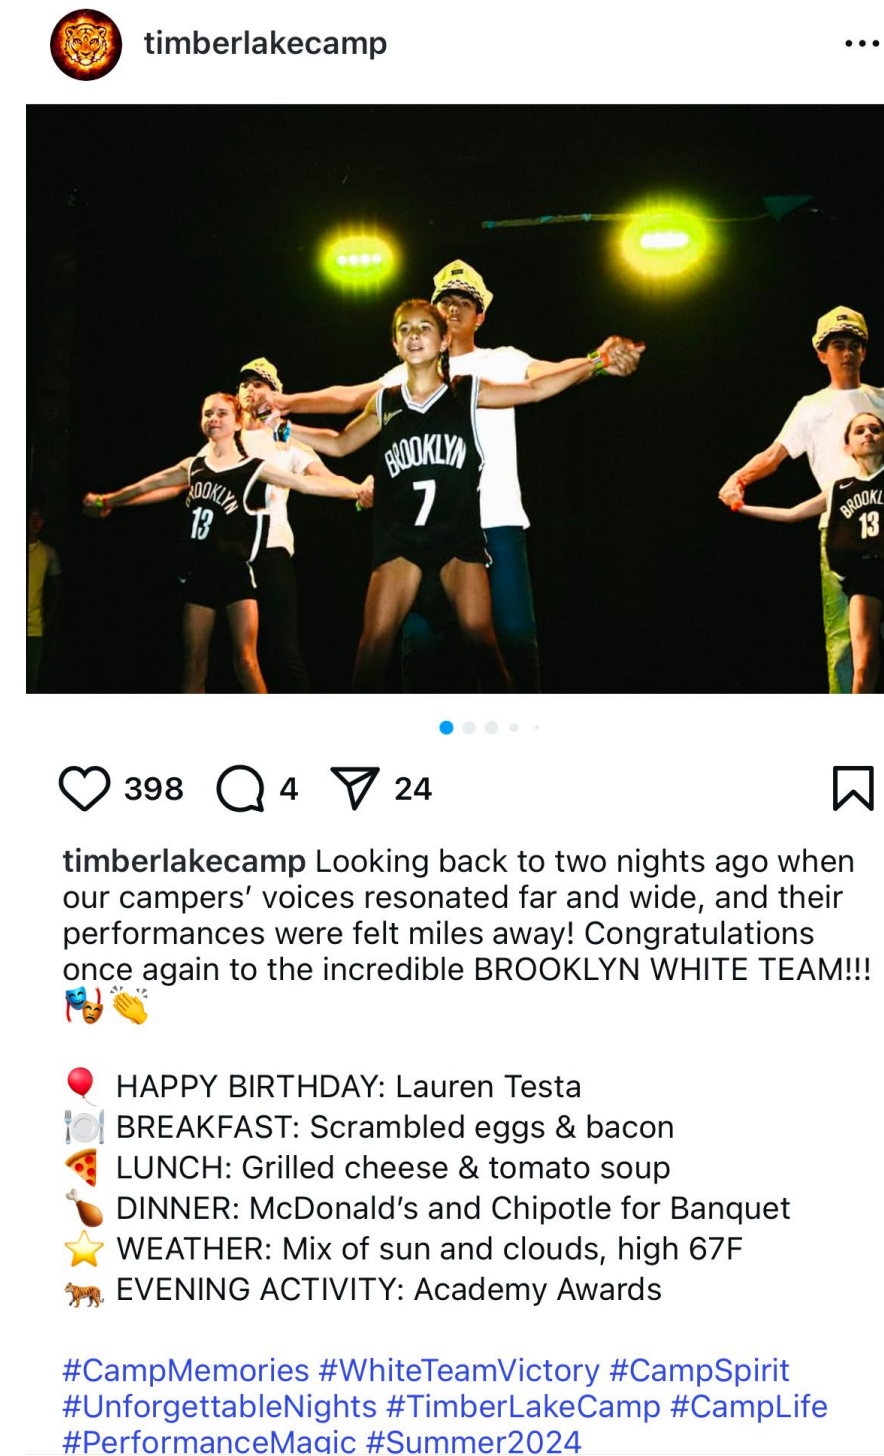 timberlakecamp
BROOKLYN
7
ROOKLYN
13
BROOKL
13
398
4
24
timberlakecamp Looking back to two nights ago when
our campers’ voices resonated far and wide, and their
performances were felt miles away! Congratulations
once again to the incredible BROOKLYN WHITE TEAM!!!
🎭👏
🎈 HAPPY BIRTHDAY: Lauren Testa
🍽️ BREAKFAST: Scrambled eggs & bacon
🍕 LUNCH: Grilled cheese & tomato soup
🍗 DINNER: McDonald’s and Chipotle for Banquet
⭐ WEATHER: Mix of sun and clouds, high 67F
🐅 EVENING ACTIVITY: Academy Awards
#CampMemories #WhiteTeamVictory #CampSpirit
#UnforgettableNights #TimberLakeCamp #CampLife
#PerformanceMagic #Summer2024